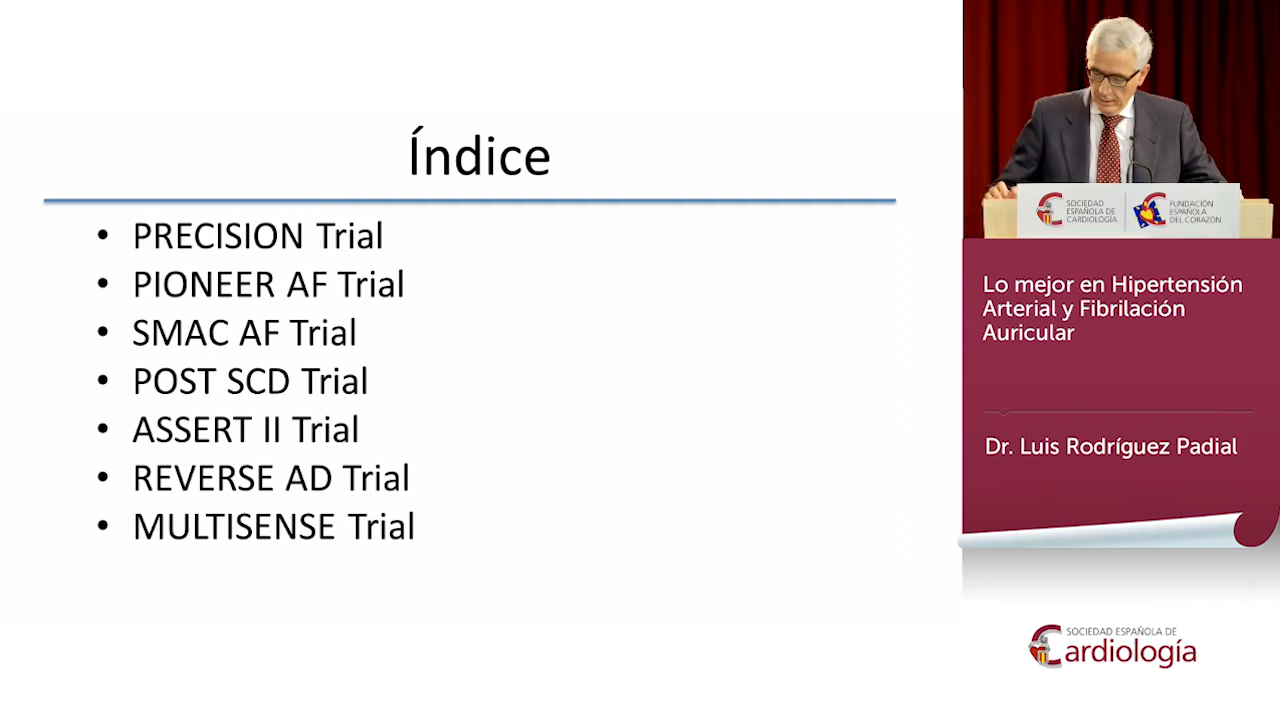 Índice
• PRECISION Trial
• PIONEER AF Trial
• SMAC AF Trial
• POST SCD Trial
• ASSERT II Trial
• REVERSE AD Trial
• MULTISENSE Trial
SOCIEDAD
ESPAÑOLA DE
CARDIOLOGÍA
FUNDACIÓN
ESPAÑOLA
DEL CORAZÓN
Lo mejor en Hipertensión
Arterial y Fibrilación
Auricular
Dr. Luis Rodríguez Padial
SOCIEDAD ESPAÑOLA DE
Cardiología